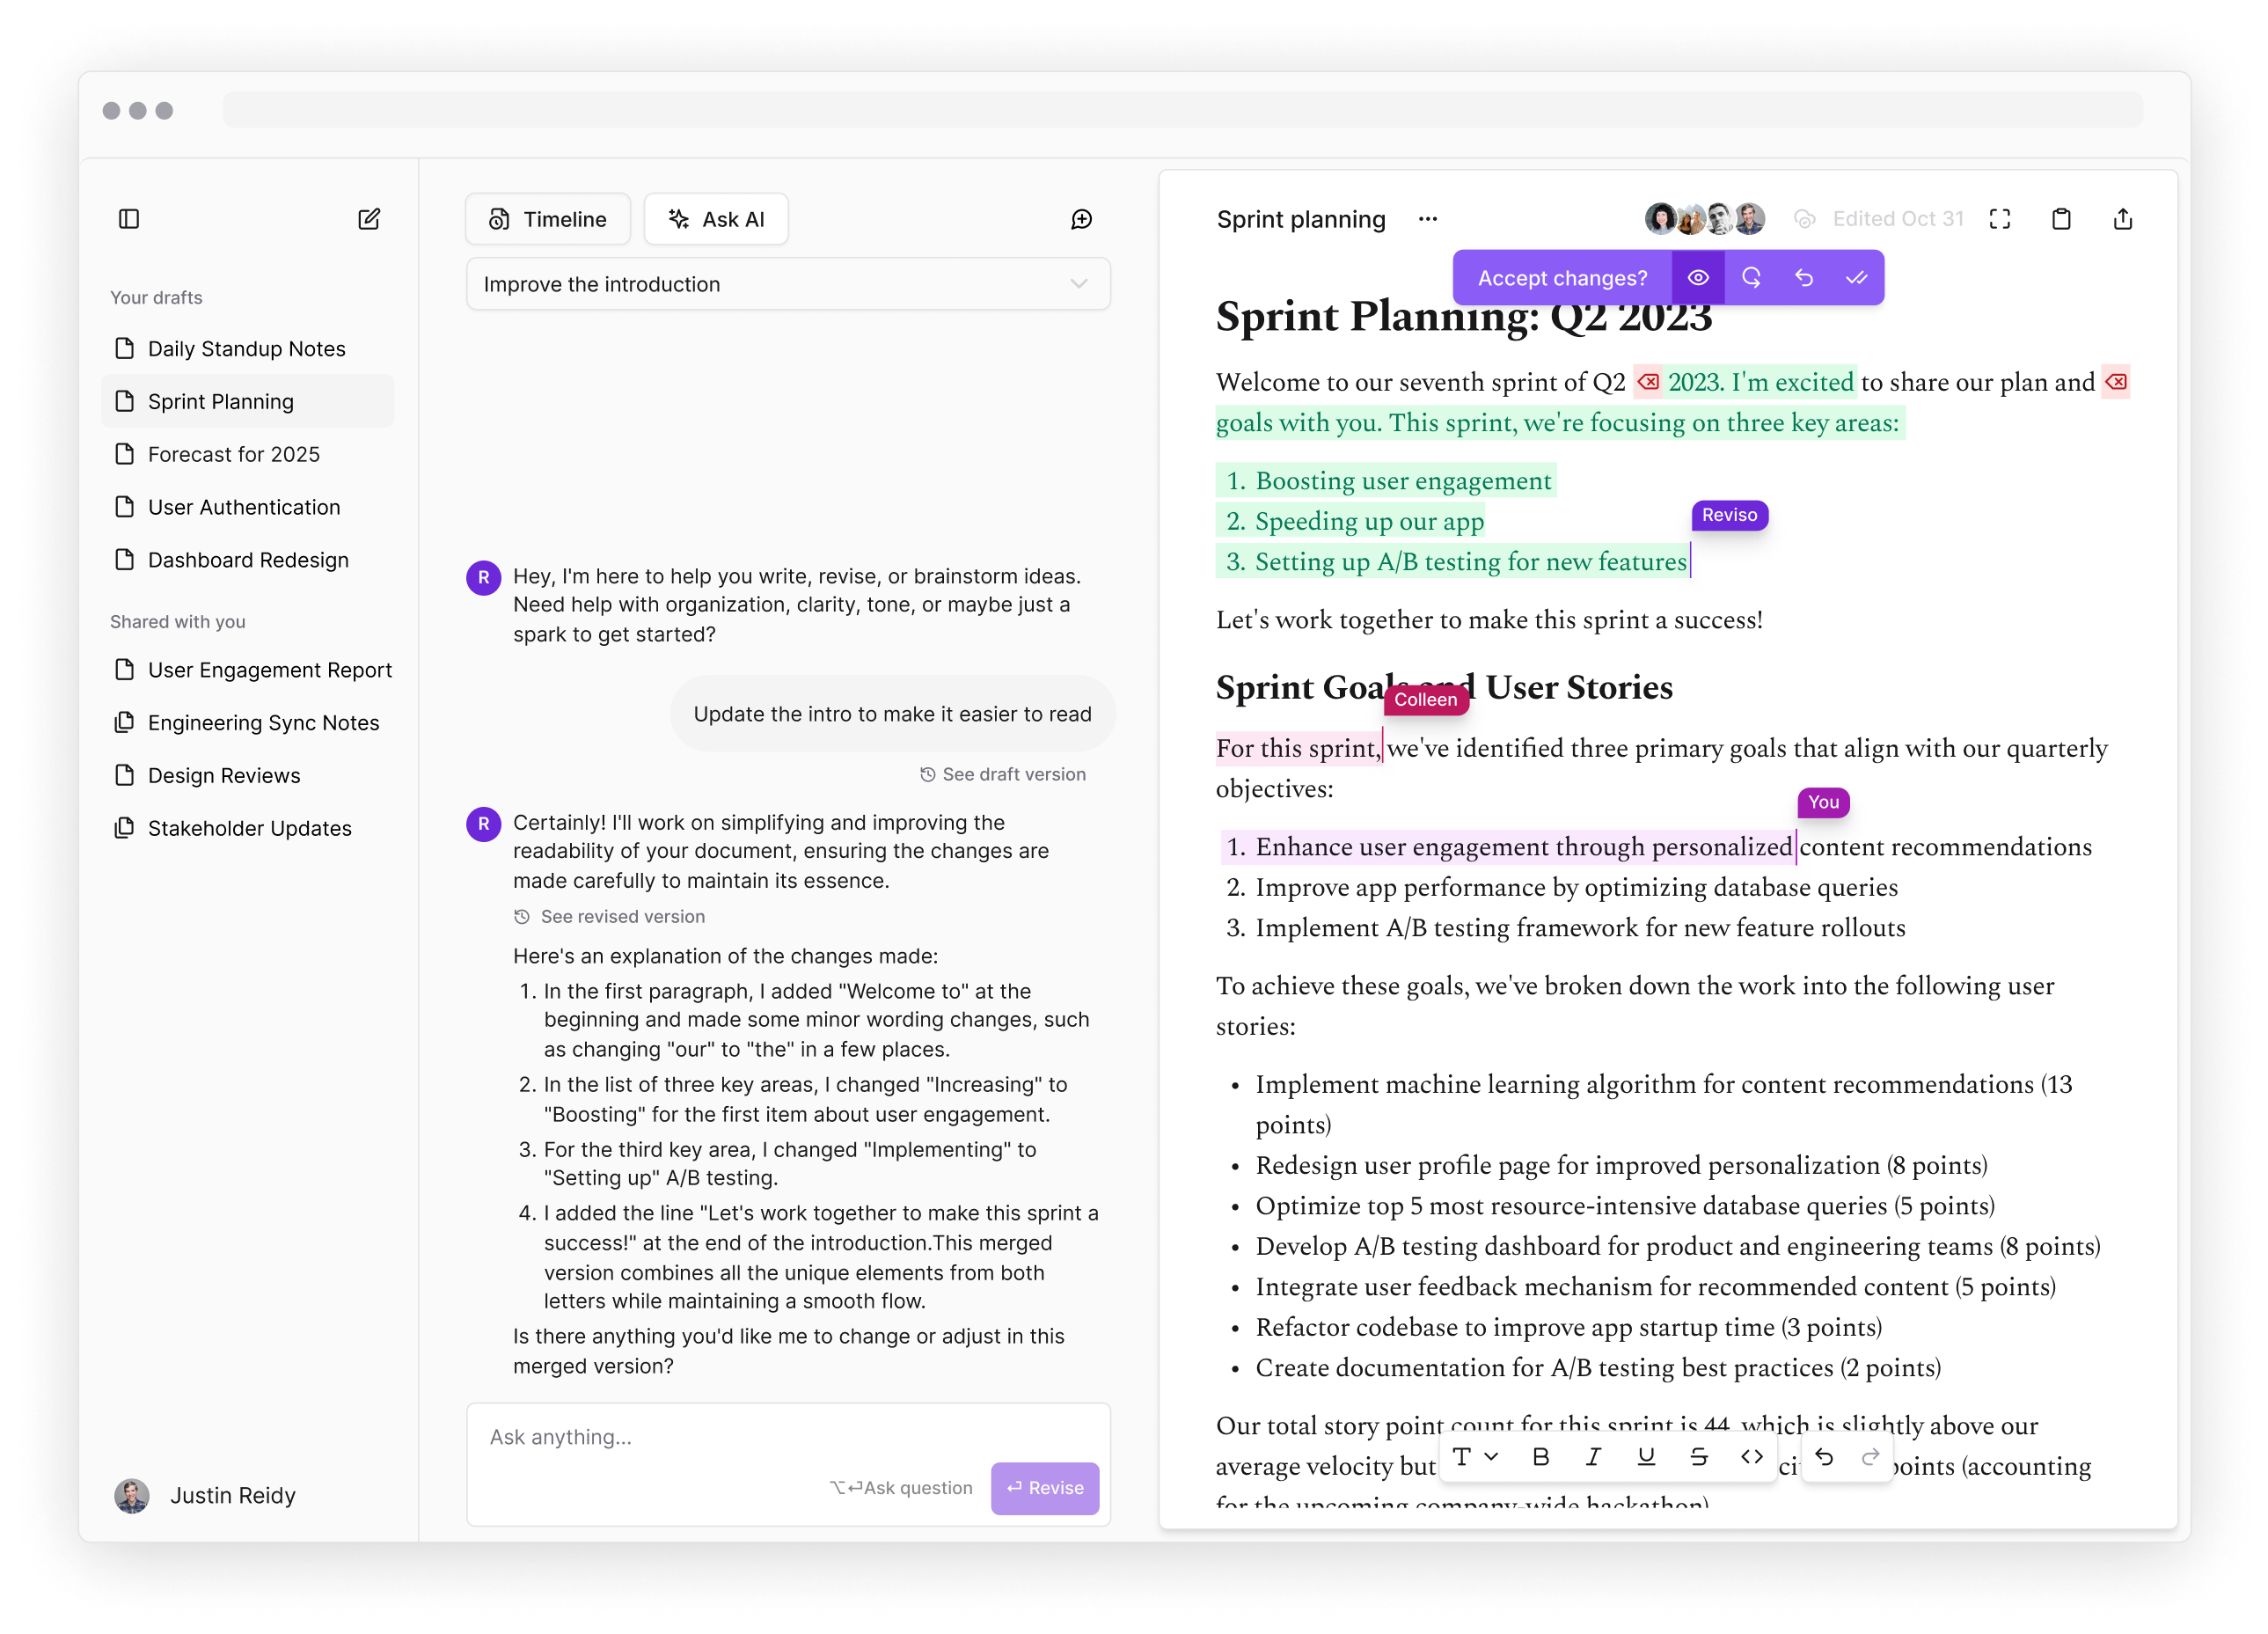 Your drafts
Daily Standup Notes
Sprint Planning
Forecast for 2025
User Authentication
Dashboard Redesign
Shared with you
User Engagement Report
Engineering Sync Notes
Design Reviews
Stakeholder Updates
Justin Reidy
Timeline
Ask AI
Improve the introduction
R
Hey, I'm here to help you write, revise, or brainstorm ideas.
Need help with organization, clarity, tone, or maybe just a
spark to get started?
Update the intro to make it easier to read
See draft version
R
Certainly! I'll work on simplifying and improving the
readability of your document, ensuring the changes are
made carefully to maintain its essence.
See revised version
Here's an explanation of the changes made:
1. In the first paragraph, I added "Welcome to" at the
beginning and made some minor wording changes, such
as changing "our" to "the" in a few places.
2. In the list of three key areas, I changed "Increasing" to
"Boosting" for the first item about user engagement.
3. For the third key area, I changed "Implementing" to
"Setting up" A/B testing.
4. I added the line "Let's work together to make this sprint a
success!" at the end of the introduction.This merged
version combines all the unique elements from both
letters while maintaining a smooth flow.
Is there anything you'd like me to change or adjust in this
merged version?
Ask anything...
⌥↵Ask question
↵ Revise
Sprint planning
Edited Oct 31
Accept changes?
Sprint Planning: Q2 2023
Welcome to our seventh sprint of Q2 2023. I'm excited to share our plan and
goals with you. This sprint, we're focusing on three key areas:
1. Boosting user engagement
2. Speeding up our app
Reviso
3. Setting up A/B testing for new features
Let's work together to make this sprint a success!
Sprint Goals and User Stories
Colleen
For this sprint, we've identified three primary goals that align with our quarterly
objectives:
You
1. Enhance user engagement through personalized content recommendations
2. Improve app performance by optimizing database queries
3. Implement A/B testing framework for new feature rollouts
To achieve these goals, we've broken down the work into the following user
stories:
• Implement machine learning algorithm for content recommendations (13
points)
• Redesign user profile page for improved personalization (8 points)
• Optimize top 5 most resource-intensive database queries (5 points)
• Develop A/B testing dashboard for product and engineering teams (8 points)
• Integrate user feedback mechanism for recommended content (5 points)
• Refactor codebase to improve app startup time (3 points)
• Create documentation for A/B testing best practices (2 points)
Our total story point count for this sprint is 44, which is slightly above our
average velocity but points (accounting
for the upcoming company-wide hackathon)
T B I U S <>